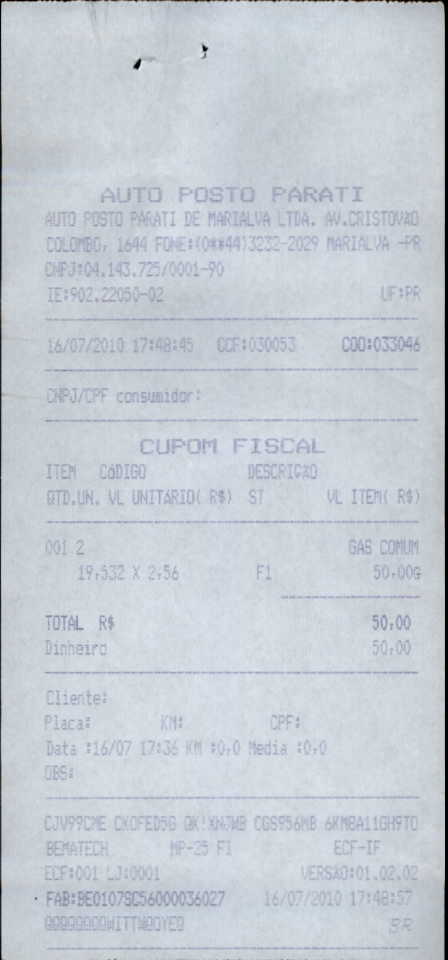 AUTO POSTO PARATI
AUTO POSTO PARATI DE MARIALVA LTDA. AV.CRISTOVÃO
COLOMBO, 1644 FONE:(0**44)3232-2029 MARIALVA -PR
CNPJ:04.143.725/0001-90
IE:902.22050-02 UF:PR
16/07/2010 17:48:45 CCF:030053 COO:033046
CNPJ/CPF consumidor:
CUPOM FISCAL
ITEM CÓDIGO DESCRIÇÃO
QTD.UN. VL UNITÁRIO( R$) ST VL ITEM( R$)
001 2 GAS COMUM
19,532 X 2,56 F1 50,00G
TOTAL R$ 50,00
Dinheiro 50,00
Cliente:
Placa: KM: CPF:
Data :16/07 17:36 KM :0,0 Media :0,0
OBS:
BEMATECH MP-25 FI ECF-IF
ECF:001 LJ:0001 VERSÃO:01.02.02
FAB:BE0107SC56000036027 16/07/2010 17:48:57
BR